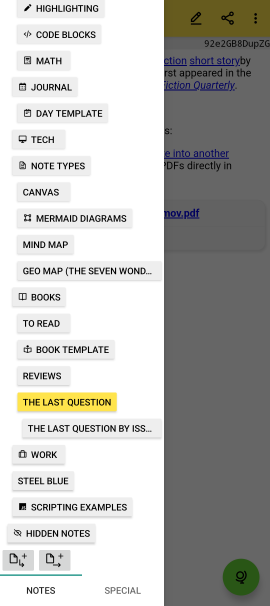 HIGHLIGHTING
CODE BLOCKS
MATH
JOURNAL
DAY TEMPLATE
TECH
NOTE TYPES
CANVAS
MERMAID DIAGRAMS
MIND MAP
GEO MAP (THE SEVEN WOND...
BOOKS
TO READ
BOOK TEMPLATE
REVIEWS
THE LAST QUESTION
THE LAST QUESTION BY ISS...
WORK
STEEL BLUE
SCRIPTING EXAMPLES
HIDDEN NOTES
NOTES SPECIAL
92e2GB8DupZG
ction short storyby
rst appeared in the
iction Quarterly.
s:
e into another
PDFs directly in
mov.pdf